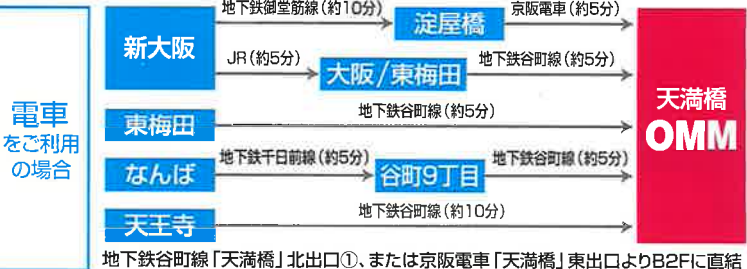 電車
をご利用
の場合
新大阪
地下鉄御堂筋線(約10分)
淀屋橋
京阪電車(約5分)
JR(約5分)
大阪/東梅田
地下鉄谷町線(約5分)
東梅田
地下鉄谷町線(約5分)
なんば
地下鉄千日前線(約5分)
谷町9丁目
地下鉄谷町線(約5分)
天王寺
地下鉄谷町線(約10分)
天満橋
OMM
地下鉄谷町線「天満橋」北出口①、または京阪電車「天満橋」東出口よりB2Fに直結